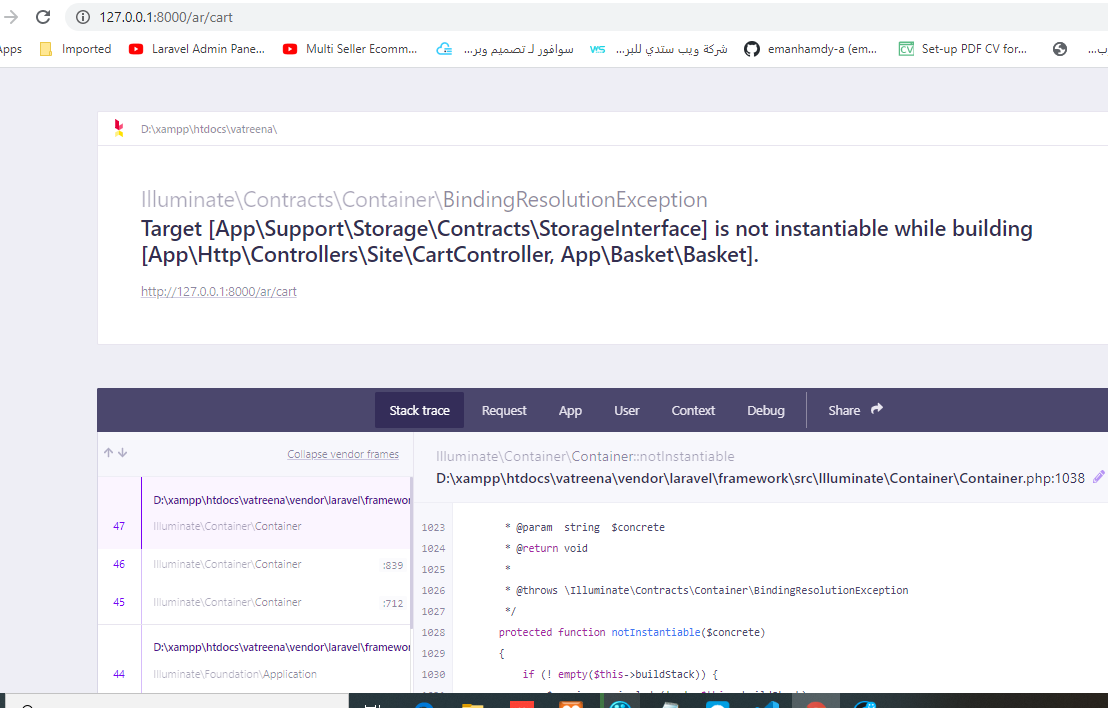 127.0.0.1:8000/ar/cart
Apps Imported Laravel Admin Pane... Multi Seller Ecomm... سوافور لـ تصميم وبر... شركة ويب ستدي للبر... emanhamdy-a (em... CV Set-up PDF CV for...
D:\xampp\htdocs\vatreena\
Illuminate\Contracts\Container\BindingResolutionException
Target [App\Support\Storage\Contracts\StorageInterface] is not instantiable while building
[App\Http\Controllers\Site\CartController, App\Basket\Basket].
http://127.0.0.1:8000/ar/cart
Stack trace Request App User Context Debug Share
Collapse vendor frames
D:\xampp\htdocs\vatreena\vendor\laravel\framewor
47 Illuminate\Container\Container
46 Illuminate\Container\Container :839
45 Illuminate\Container\Container :712
D:\xampp\htdocs\vatreena\vendor\laravel\framewor
44 Illuminate\Foundation\Application
Illuminate\Container\Container::notInstantiable
D:\xampp\htdocs\vatreena\vendor\laravel\framework\src\Illuminate\Container\Container.php:1038
1023 * @param  string  $concrete
1024 * @return void
1025 *
1026 * @throws \Illuminate\Contracts\Container\BindingResolutionException
1027 */
1028 protected function notInstantiable($concrete)
1029 {
1030 if (! empty($this->buildStack)) {